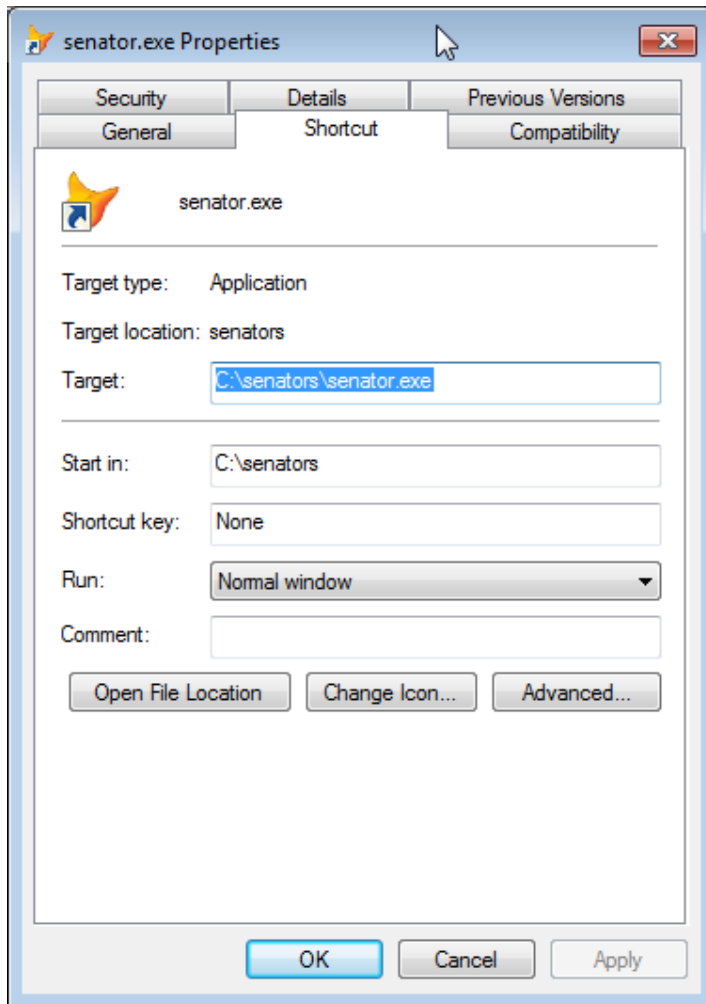 senator.exe Properties
Security Details Previous Versions
General Shortcut Compatibility
senator.exe
Target type: Application
Target location: senators
Target: C:\senators\senator.exe
Start in: C:\senators
Shortcut key: None
Run: Normal window
Comment:
Open File Location Change Icon... Advanced...
OK Cancel Apply